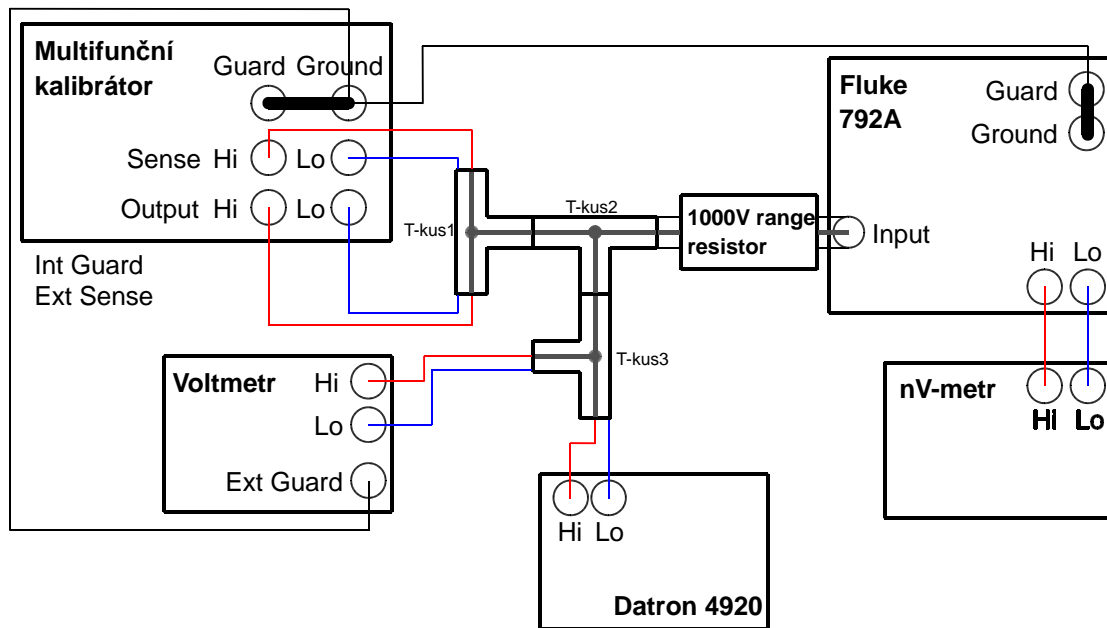 Multifunční
kalibrátor
Guard Ground
Sense Hi Lo
Output Hi Lo
Int Guard
Ext Sense
T-kus1
T-kus2
T-kus3
1000V range
resistor
Input
Fluke
792A
Guard
Ground
Hi Lo
Voltmetr
Hi
Lo
Ext Guard
nV-metr
Hi Lo
Hi Lo
Datron 4920